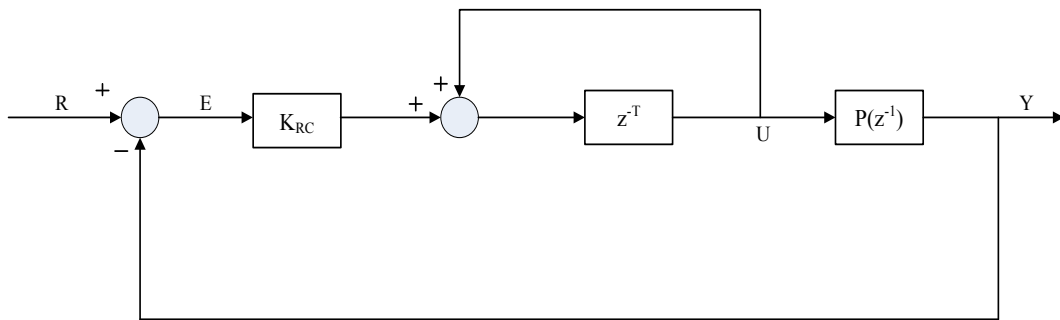 +
R
E
K_RC
+
+
z^-T
U
P(z^-1)
Y
−